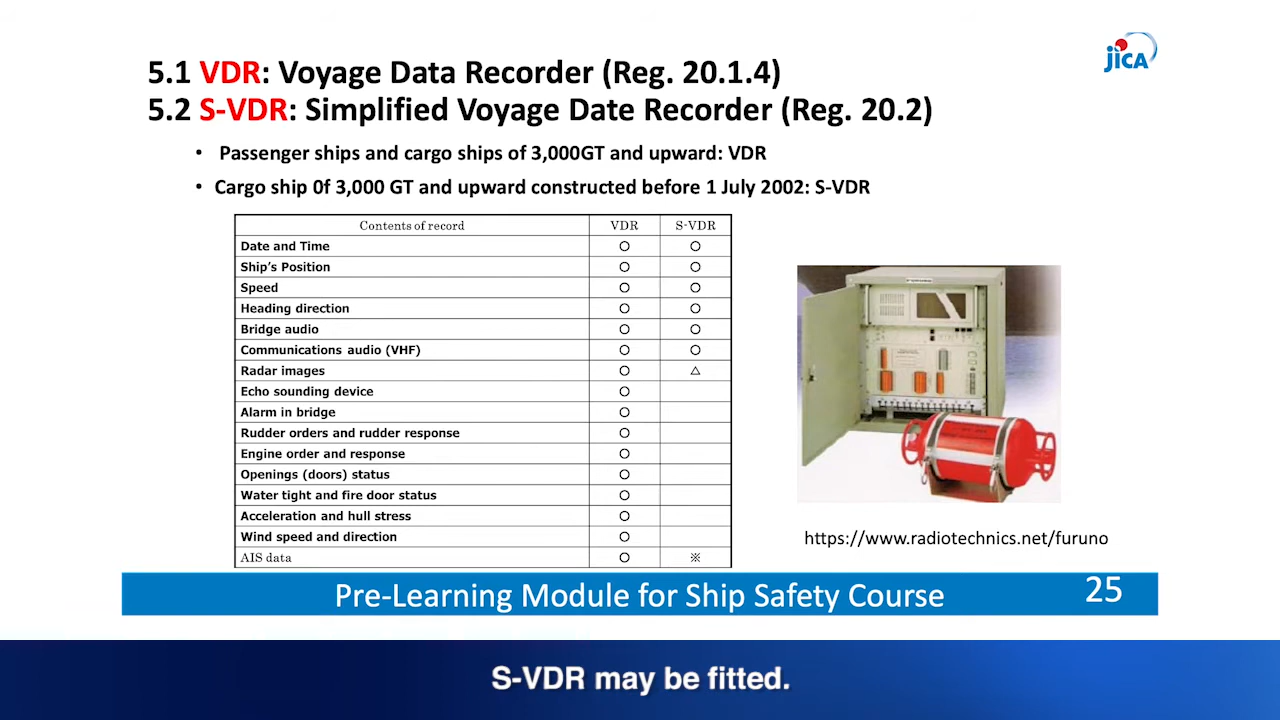 JICA
5.1 VDR: Voyage Data Recorder (Reg. 20.1.4)
5.2 S-VDR: Simplified Voyage Date Recorder (Reg. 20.2)
• Passenger ships and cargo ships of 3,000GT and upward: VDR
• Cargo ship 0f 3,000 GT and upward constructed before 1 July 2002: S-VDR
Contents of record VDR S-VDR
Date and Time ○ ○
Ship's Position ○ ○
Speed ○ ○
Heading direction ○ ○
Bridge audio ○ ○
Communications audio (VHF) ○ ○
Radar images ○ △
Echo sounding device ○
Alarm in bridge ○
Rudder orders and rudder response ○
Engine order and response ○
Openings (doors) status ○
Water tight and fire door status ○
Acceleration and hull stress ○
Wind speed and direction ○
AIS data ○ ※
https://www.radiotechnics.net/furuno
Pre-Learning Module for Ship Safety Course 25
S-VDR may be fitted.